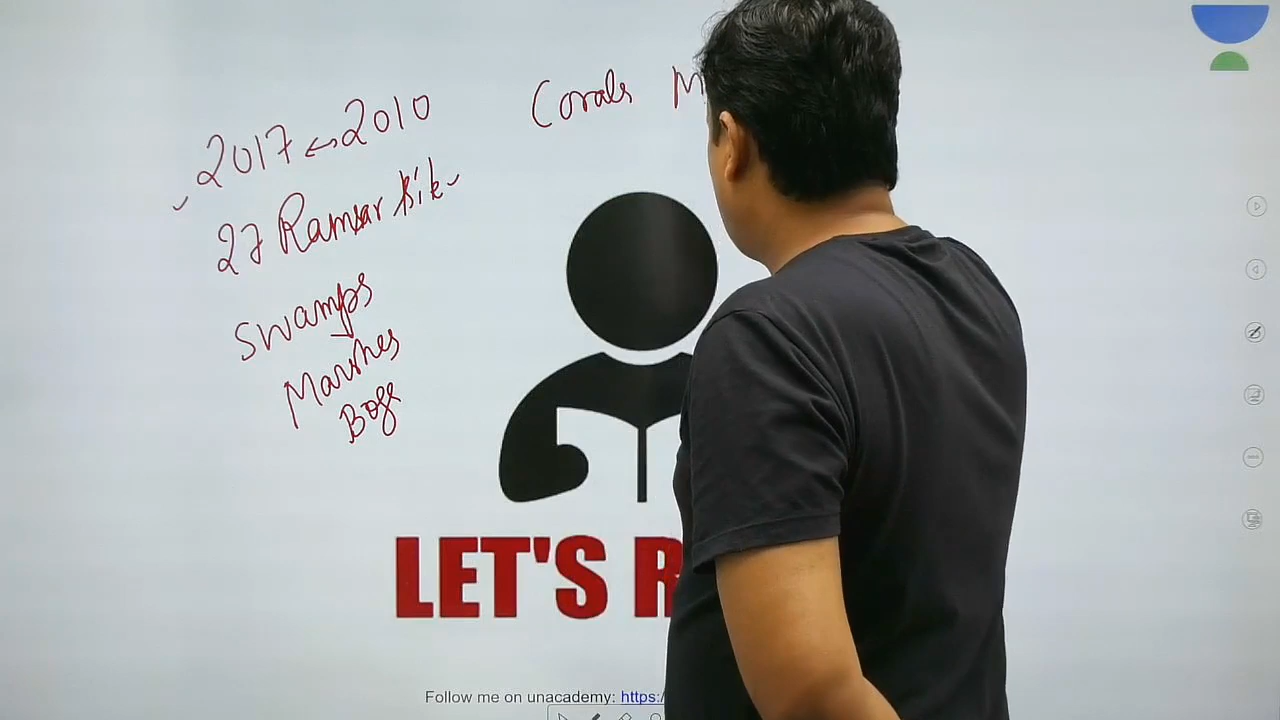 2017 ↔ 2010
Corals M
27 Ramsar Site
Swamps
Marshes
Bogs
LET'S R
Follow me on unacademy: https:/